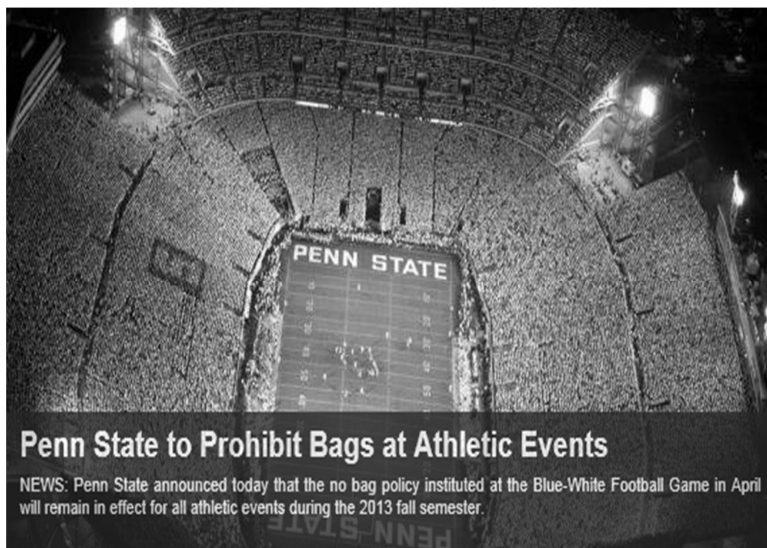 PENN STATE
Penn State to Prohibit Bags at Athletic Events
NEWS: Penn State announced today that the no bag policy instituted at the Blue-White Football Game in April
will remain in effect for all athletic events during the 2013 fall semester.
PENN STATE